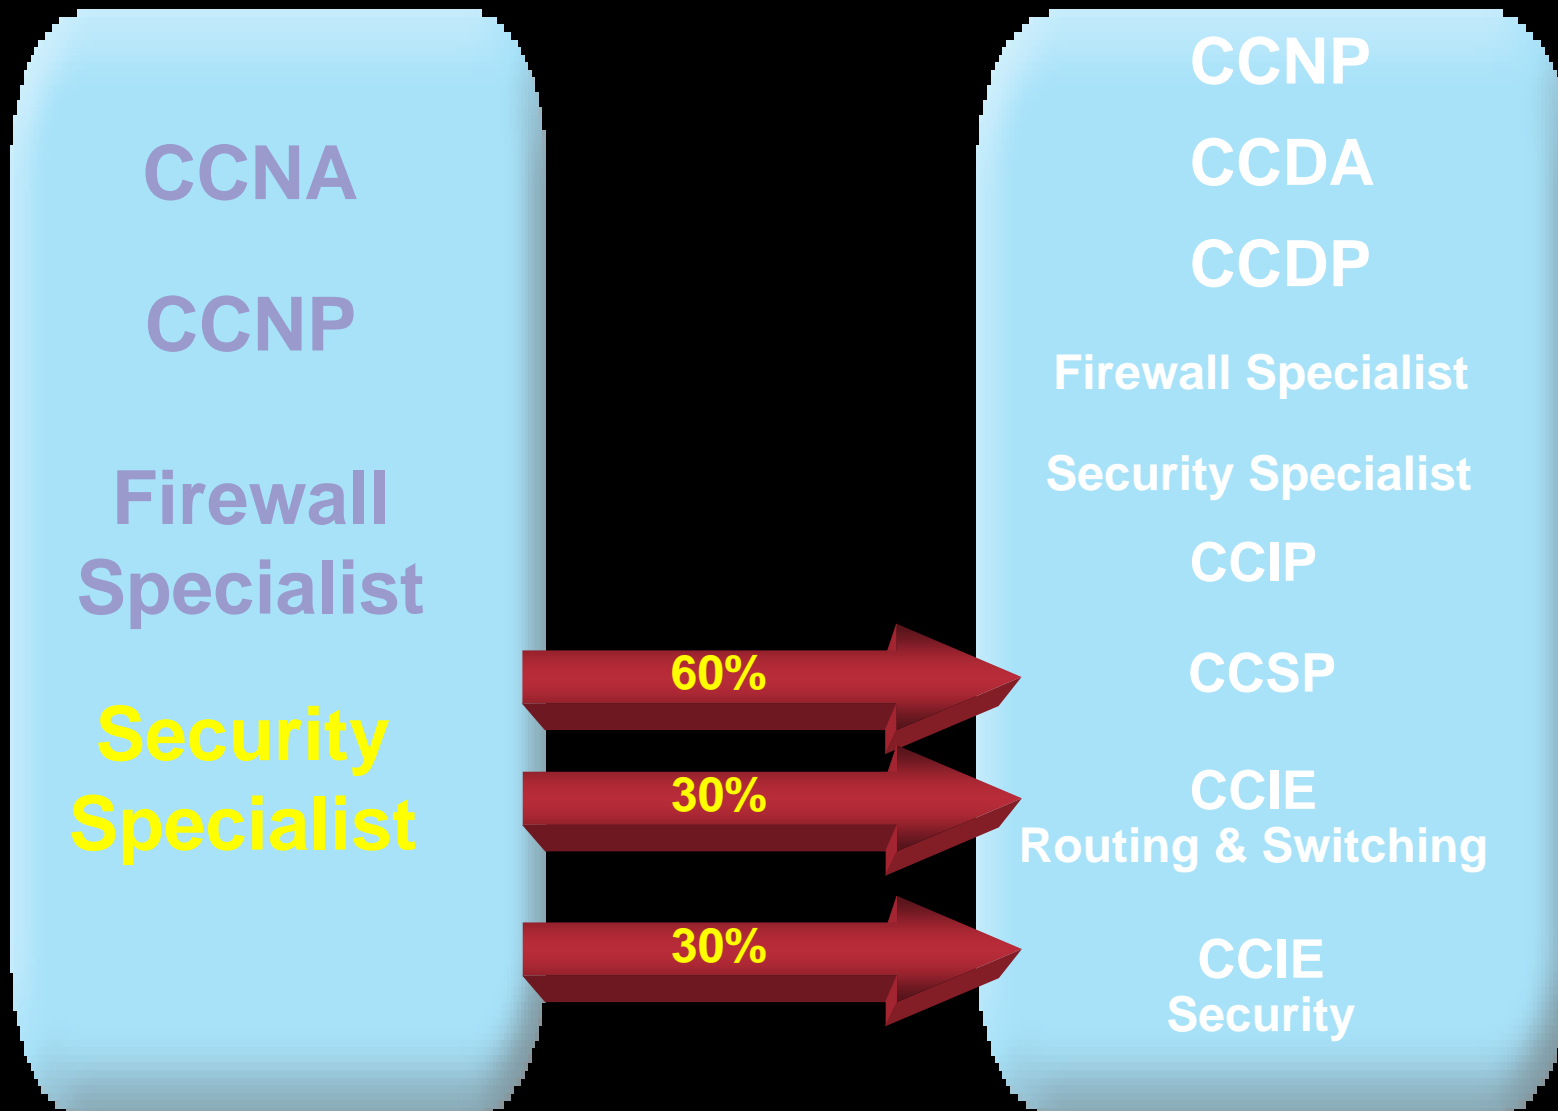 CCNA
CCNP
Firewall
Specialist
Security
Specialist
60%
30%
30%
CCNP
CCDA
CCDP
Firewall Specialist
Security Specialist
CCIP
CCSP
CCIE
Routing & Switching
CCIE
Security